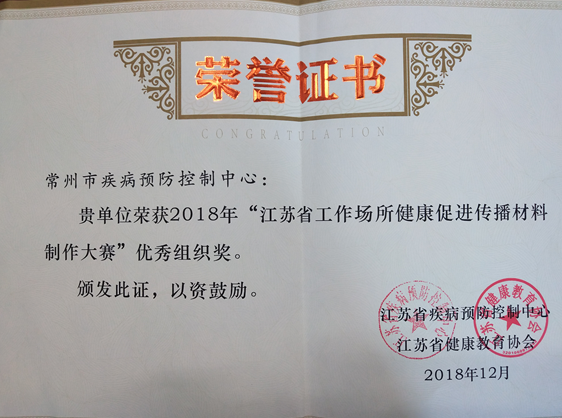 荣誉证书
CONGRATULATION
常州市疾病预防控制中心：
贵单位荣获2018年“江苏省工作场所健康促进传播材料
制作大赛”优秀组织奖。
颁发此证，以资鼓励。
江苏省疾病预防控制中心
江苏省健康教育协会
2018年12月